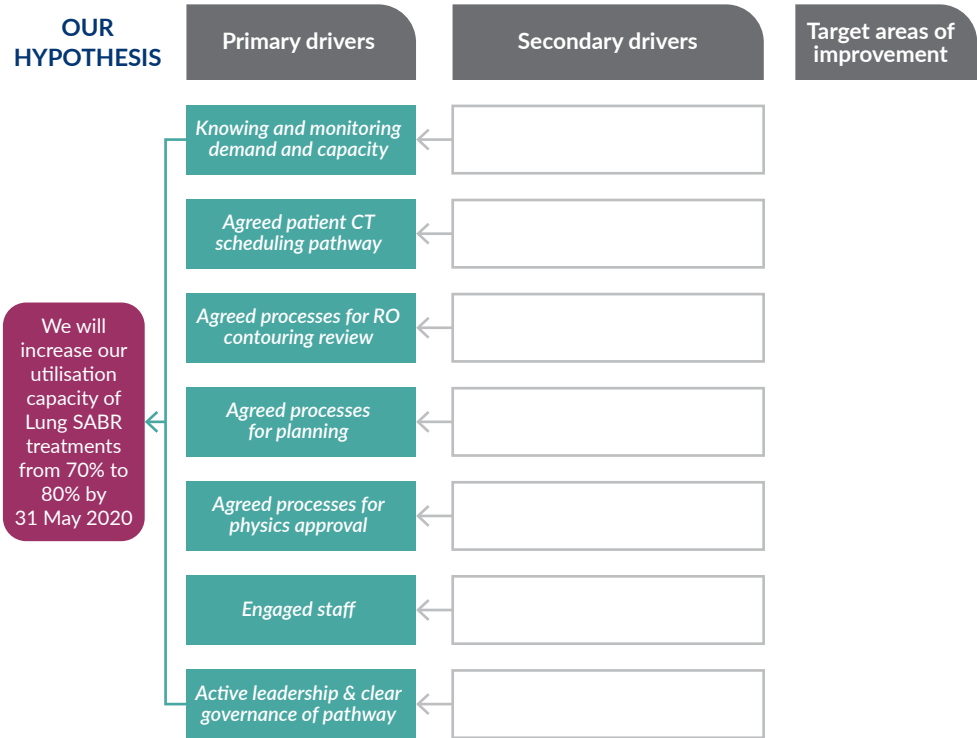 OUR
HYPOTHESIS
Primary drivers
Secondary drivers
Target areas of
improvement
Knowing and monitoring
demand and capacity
Agreed patient CT
scheduling pathway
Agreed processes for RO
contouring review
We will
increase our
utilisation
capacity of
Lung SABR
treatments
from 70% to
80% by
31 May 2020
Agreed processes
for planning
Agreed processes for
physics approval
Engaged staff
Active leadership & clear
governance of pathway